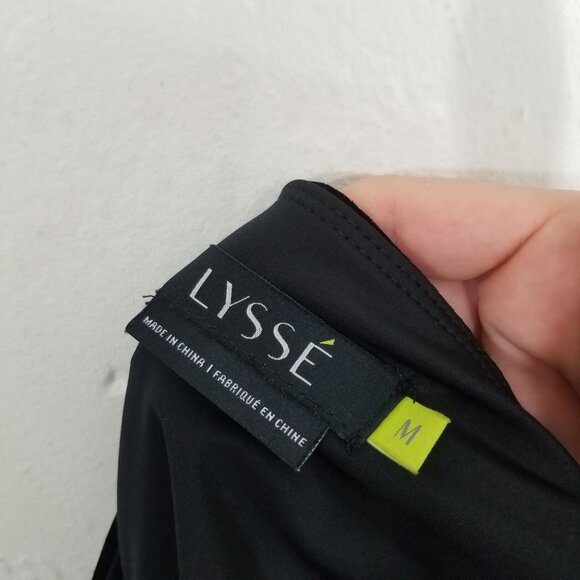 LYSSÉ
MADE IN CHINA | FABRIQUÉ EN CHINE
M